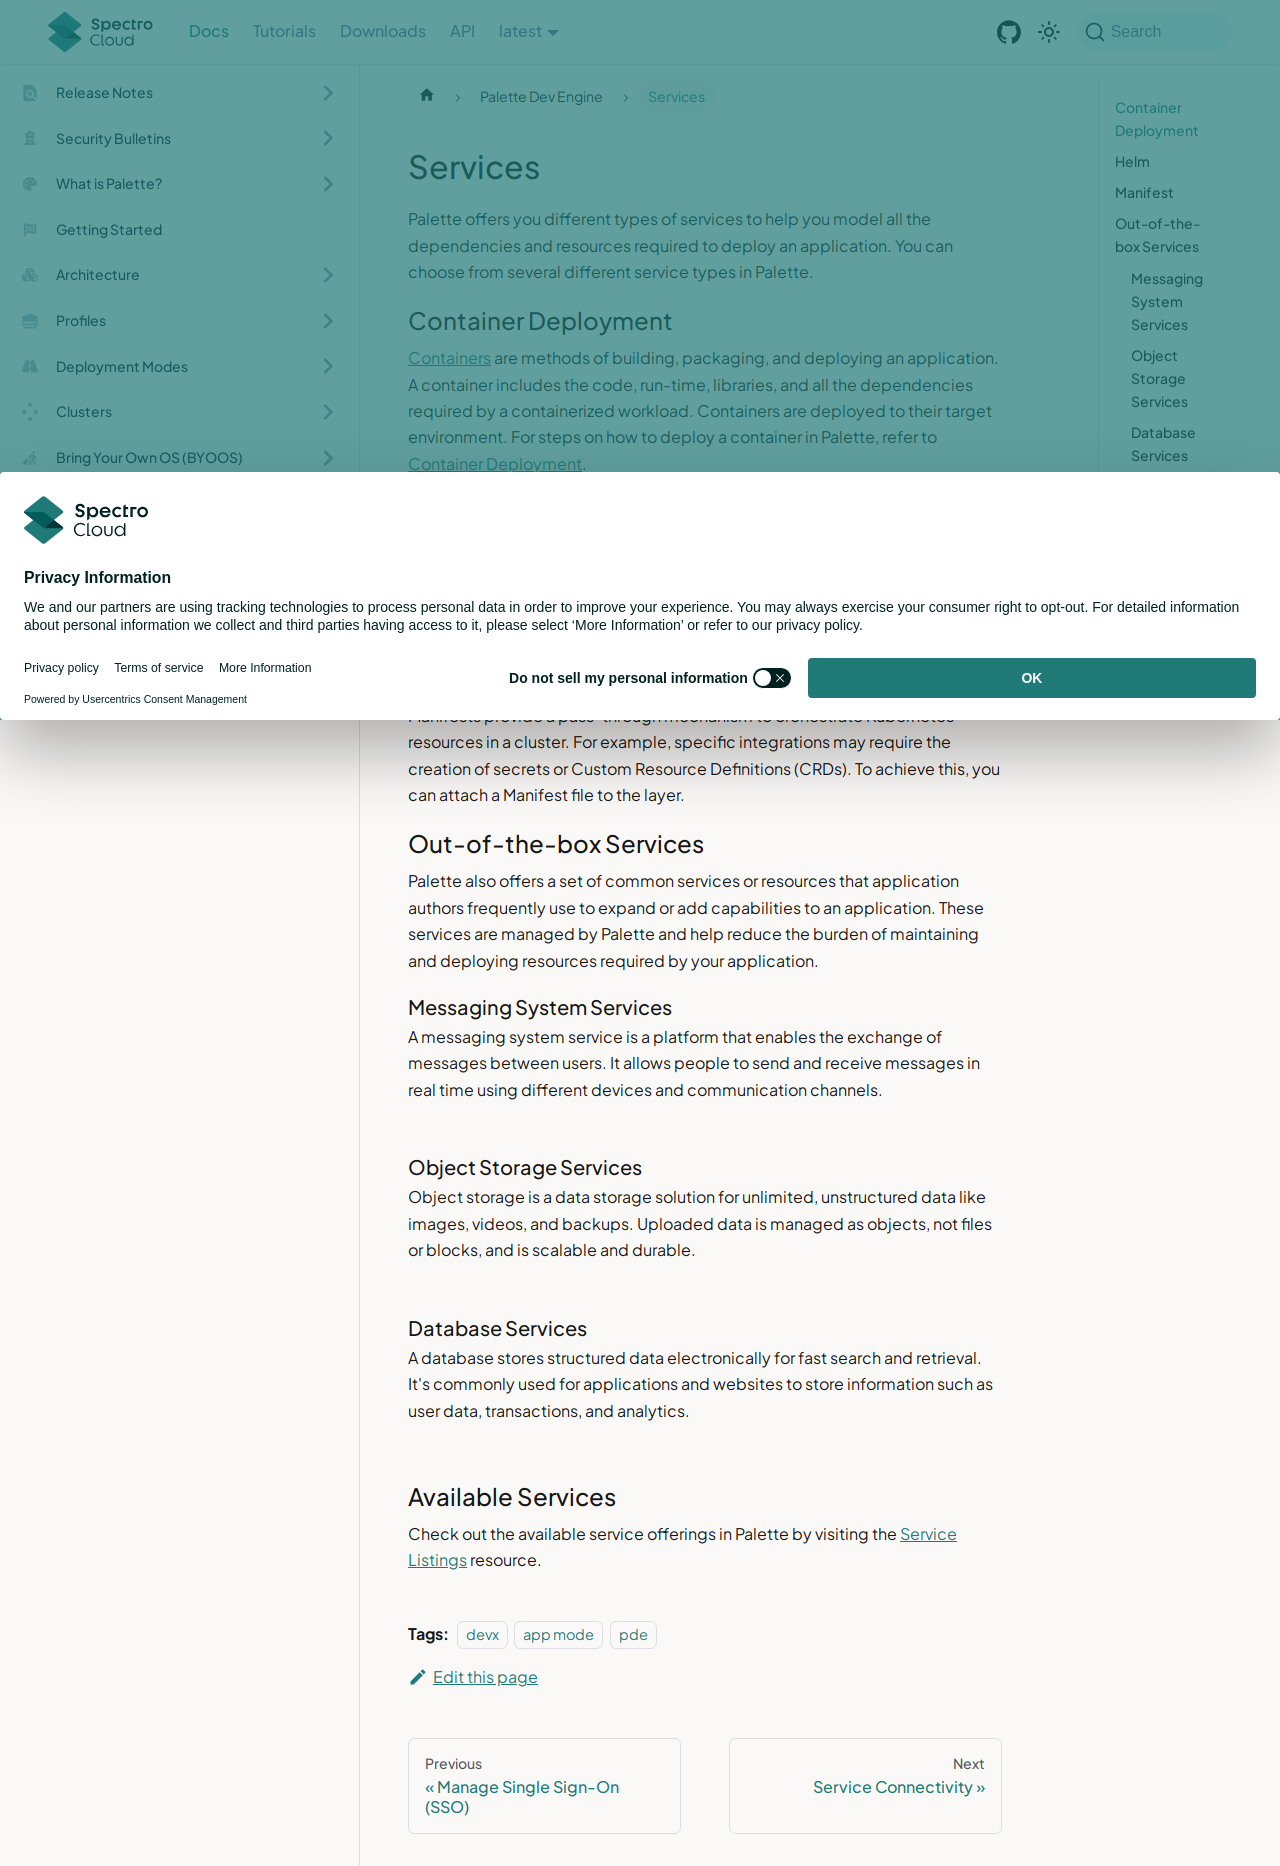 Spectro Cloud
Docs
Tutorials
Downloads
API
latest
Search
Release Notes
Security Bulletins
What is Palette?
Getting Started
Architecture
Profiles
Deployment Modes
Clusters
Bring Your Own OS (BYOOS)
Palette Dev Engine
Services
Services
Palette offers you different types of services to help you model all the
dependencies and resources required to deploy an application. You can
choose from several different service types in Palette.
Container Deployment
Containers are methods of building, packaging, and deploying an application.
A container includes the code, run-time, libraries, and all the dependencies
required by a containerized workload. Containers are deployed to their target
environment. For steps on how to deploy a container in Palette, refer to
Container Deployment.
Container
Deployment
Helm
Manifest
Out-of-the-
box Services
Messaging
System
Services
Object
Storage
Services
Database
Services
Spectro
Cloud
Privacy Information
We and our partners are using tracking technologies to process personal data in order to improve your experience. You may always exercise your consumer right to opt-out. For detailed information
about personal information we collect and third parties having access to it, please select ‘More Information’ or refer to our privacy policy.
Privacy policy
Terms of service
More Information
Powered by Usercentrics Consent Management
Do not sell my personal information
OK
Manifests provide a pass-through mechanism to orchestrate Kubernetes
resources in a cluster. For example, specific integrations may require the
creation of secrets or Custom Resource Definitions (CRDs). To achieve this, you
can attach a Manifest file to the layer.
Out-of-the-box Services
Palette also offers a set of common services or resources that application
authors frequently use to expand or add capabilities to an application. These
services are managed by Palette and help reduce the burden of maintaining
and deploying resources required by your application.
Messaging System Services
A messaging system service is a platform that enables the exchange of
messages between users. It allows people to send and receive messages in
real time using different devices and communication channels.
Object Storage Services
Object storage is a data storage solution for unlimited, unstructured data like
images, videos, and backups. Uploaded data is managed as objects, not files
or blocks, and is scalable and durable.
Database Services
A database stores structured data electronically for fast search and retrieval.
It's commonly used for applications and websites to store information such as
user data, transactions, and analytics.
Available Services
Check out the available service offerings in Palette by visiting the Service
Listings resource.
Tags: devx app mode pde
Edit this page
Previous
« Manage Single Sign-On
(SSO)
Next
Service Connectivity »